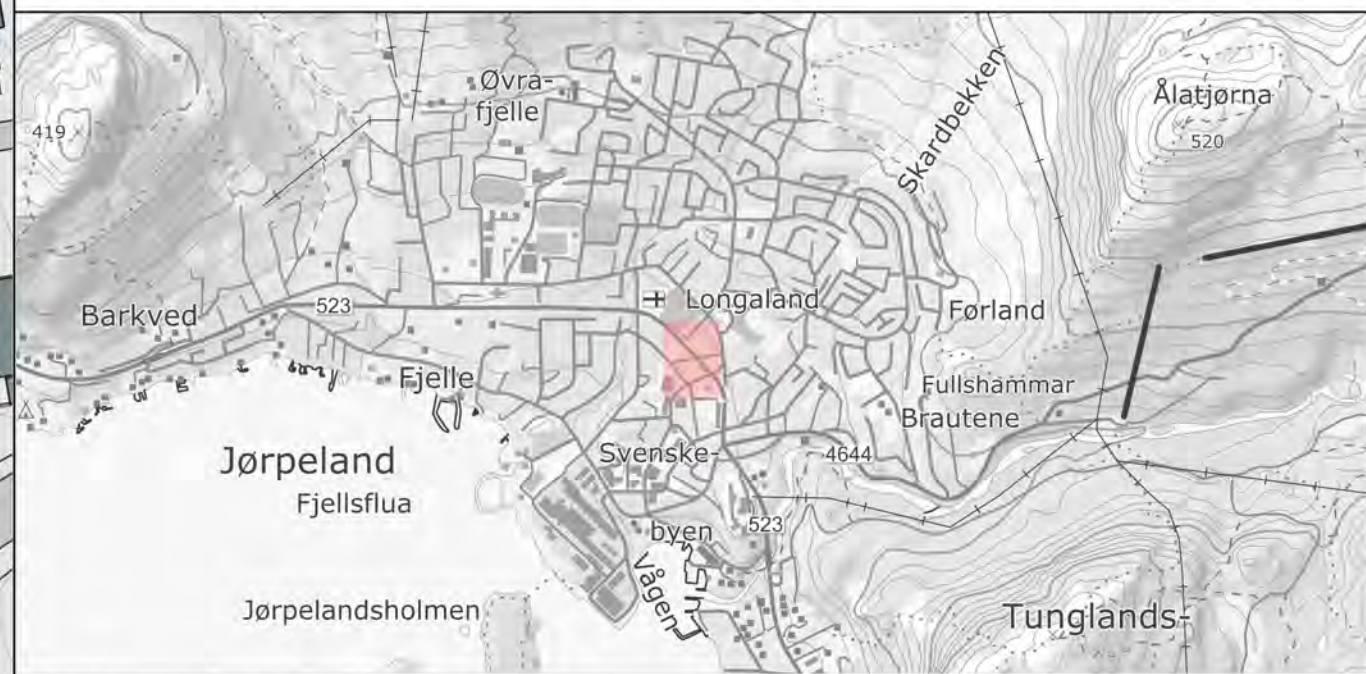 Øvra-
fjelle
Skardbekken
Ålatjørna
520
419
Barkved
523
Longaland
Førland
Fjelle
Fullshammar
Brautene
Jørpeland
Fjellsflua
Svenske-
byen
4644
523
Vågen
Jørpelandsholmen
Tunglands-